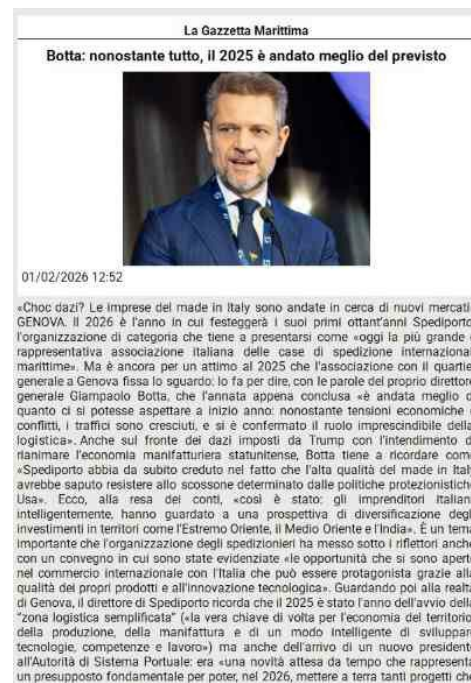 La Gazzetta Marittima
Botta: nonostante tutto, il 2025 è andato meglio del previsto
01/02/2026 12:52
«Choc dazi? Le imprese del made in Italy sono andate in cerca di nuovi mercati»
GENOVA. Il 2026 è l'anno in cui festeggerà i suoi primi ottant'anni Spediporto,
l'organizzazione di categoria che tiene a presentarsi come «oggi la più grande e
rappresentativa associazione italiana delle case di spedizione internazionali
marittime». Ma è ancora per un attimo al 2025 che l'associazione con il quartier
generale a Genova fissa lo sguardo: lo fa per dire, con le parole del proprio direttore
generale Giampaolo Botta, che l'annata appena conclusa «è andata meglio di
quanto ci si potesse aspettare a inizio anno: nonostante tensioni economiche e
conflitti, i traffici sono cresciuti, e si è confermato il ruolo imprescindibile della
logistica». Anche sul fronte dei dazi imposti da Trump con l'intendimento di
rianimare l'economia manifatturiera statunitense, Botta tiene a ricordare come
«Spediporto abbia da subito creduto nel fatto che l'alta qualità del made in Italy
avrebbe saputo resistere allo scossone determinato dalle politiche protezionistiche
Usa». Ecco, alla resa dei conti, «così è stato: gli imprenditori italiani,
intelligentemente, hanno guardato a una prospettiva di diversificazione degli
investimenti in territori come l'Estremo Oriente, il Medio Oriente e l'India». È un tema
importante che l'organizzazione degli spedizionieri ha messo sotto i riflettori anche
con un convegno in cui sono state evidenziate «le opportunità che si sono aperte
nel commercio internazionale con l'Italia che può essere protagonista grazie alla
qualità dei propri prodotti e all'innovazione tecnologica». Guardando poi alla realtà
di Genova, il direttore di Spediporto ricorda che il 2025 è stato l'anno dell'avvio della
"zona logistica semplificata" («la vera chiave di volta per l'economia del territorio,
della produzione, della manifattura e di un modo intelligente di sviluppare
tecnologie, competenze e lavoro») ma anche dell'arrivo di un nuovo presidente
all'Autorità di Sistema Portuale: era «una novità attesa da tempo che rappresenta
un presupposto fondamentale per poter, nel 2026, mettere a terra tanti progetti che